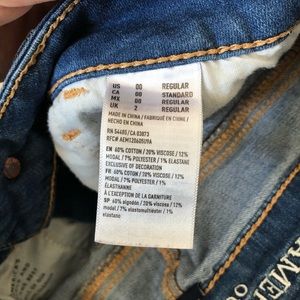 US 00 REGULAR
CA 00 STANDARD
MX 00 REGULAR
UK 2 REGULAR
MADE IN CHINA / FABRIQUÉ EN CHINE /
HECHO EN CHINA
RN 54485/CA 03073
EN 60% COTTON / 20% VISCOSE / 12%
MODAL / 7% POLYESTER / 1% ELASTANE
EXCLUSIVE OF DECORATION
FR 60% COTON / 20% VISCOSE / 12%
MODAL / 7% POLYESTER / 1%
ÉLASTHANNE
À L'EXCEPTION DE LA GARNITURE
SP 60% algodón / 20% viscosa / 12%
modal / 7% / 1%
elastano
AME